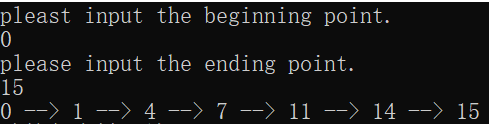 pleast input the beginning point.
0
please input the ending point.
15
0 --> 1 --> 4 --> 7 --> 11 --> 14 --> 15